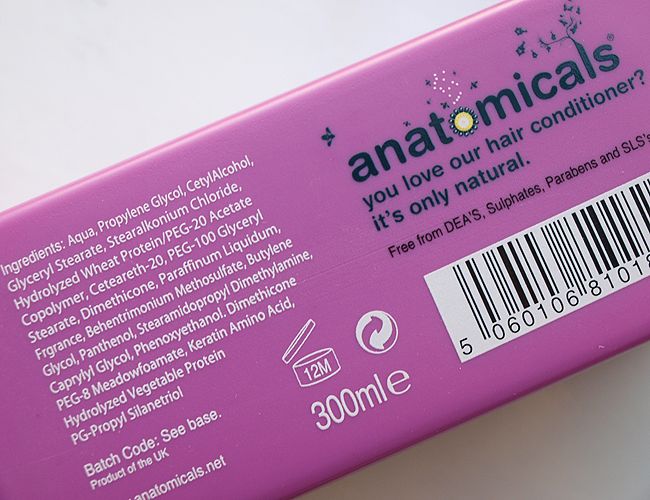 anatomicals®
you love our hair conditioner?
it's only natural.
Free from DEA'S, Sulphates, Parabens and SLS's
5 060106 81018
Ingredients: Aqua, Propylene Glycol, CetylAlcohol,
Glyceryl Stearate, Stearalkonium Chloride,
Hydrolyzed Wheat Protein/PEG-20 Acetate
Copolymer, Ceteareth-20, PEG-100 Glyceryl
Stearate, Dimethicone, Paraffinum Liquidum,
Frgrance, Behentrimonium Methosulfate, Butylene
Glycol, Panthenol, Stearamidopropyl Dimethylamine,
Caprylyl Glycol, Phenoxyethanol. Dimethicone
PEG-8 Meadowfoamate, Keratin Amino Acid,
Hydrolyzed Vegetable Protein
PG-Propyl Silanetriol
12M
300ml℮
Batch Code: See base.
Product of the UK
anatomicals.net